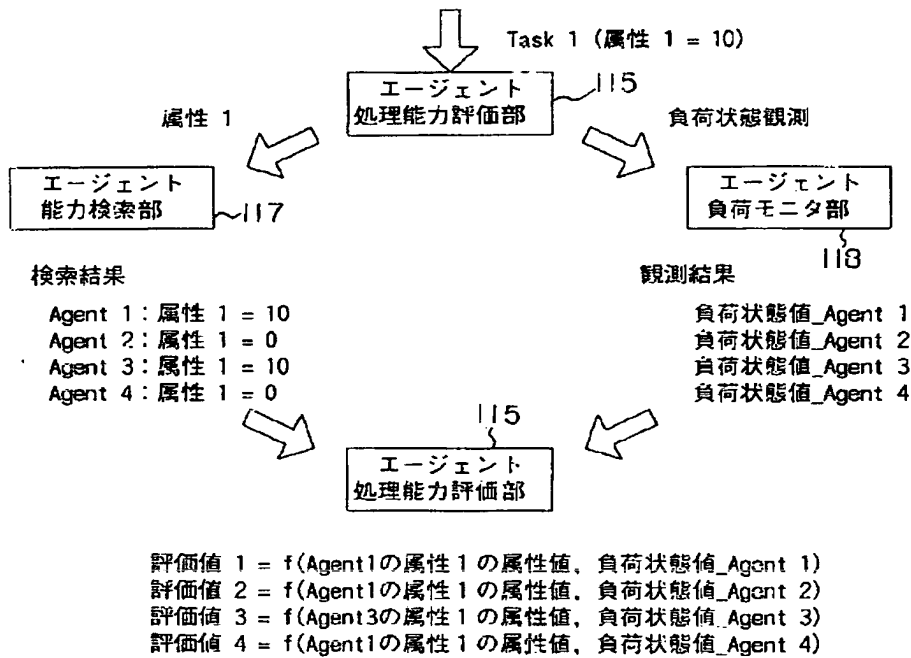 Task 1 (属性 1 = 10)
エージェント
処理能力評価部
115
属性 1
負荷状態観測
エージェント
能力検索部
117
エージェント
負荷モニタ部
118
検索結果
Agent 1:属性 1 = 10
Agent 2:属性 1 = 0
Agent 3:属性 1 = 10
Agent 4:属性 1 = 0
観測結果
負荷状態値_Agent 1
負荷状態値_Agent 2
負荷状態値_Agent 3
負荷状態値_Agent 4
115
エージェント
処理能力評価部
評価値 1 = f(Agent1の属性1の属性値, 負荷状態値_Agent 1)
評価値 2 = f(Agent1の属性1の属性値, 負荷状態値_Agent 2)
評価値 3 = f(Agent3の属性1の属性値, 負荷状態値_Agent 3)
評価値 4 = f(Agent1の属性1の属性値, 負荷状態値_Agent 4)